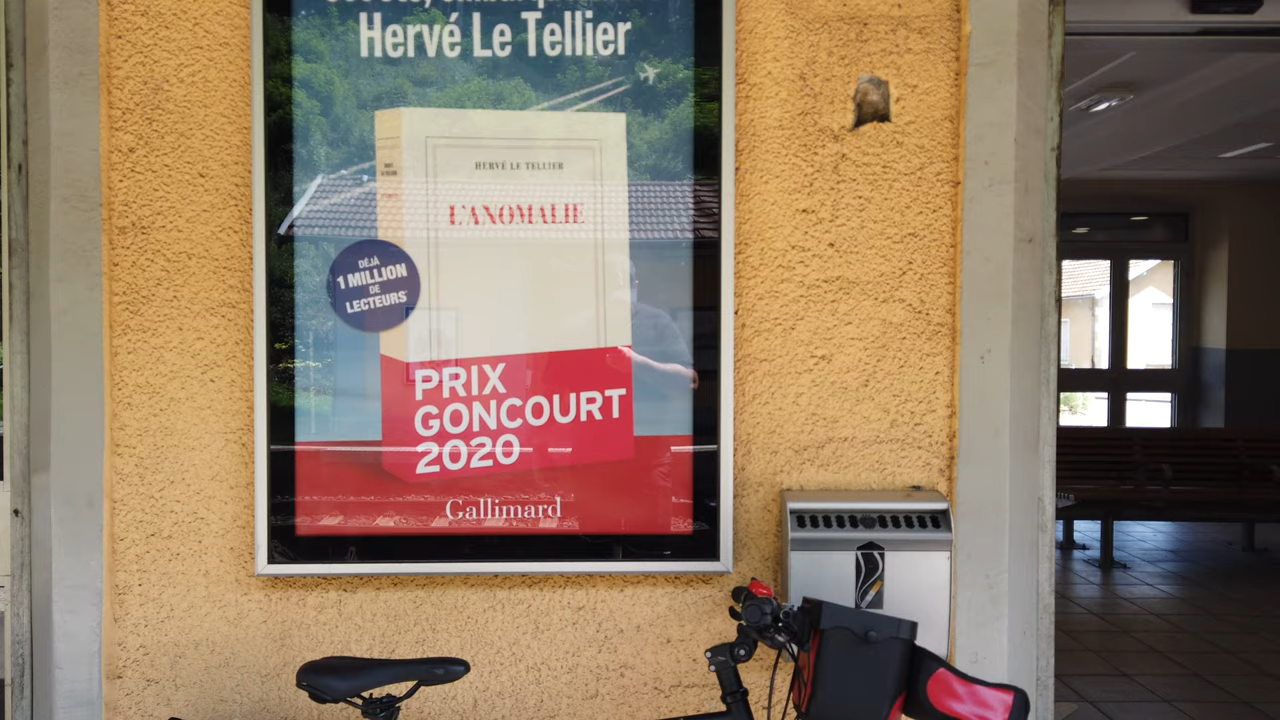 Hervé Le Tellier
HERVÉ LE TELLIER
L'ANOMALIE
DÉJÀ
1 MILLION
DE
LECTEURS*
PRIX
GONCOURT
2020
Gallimard